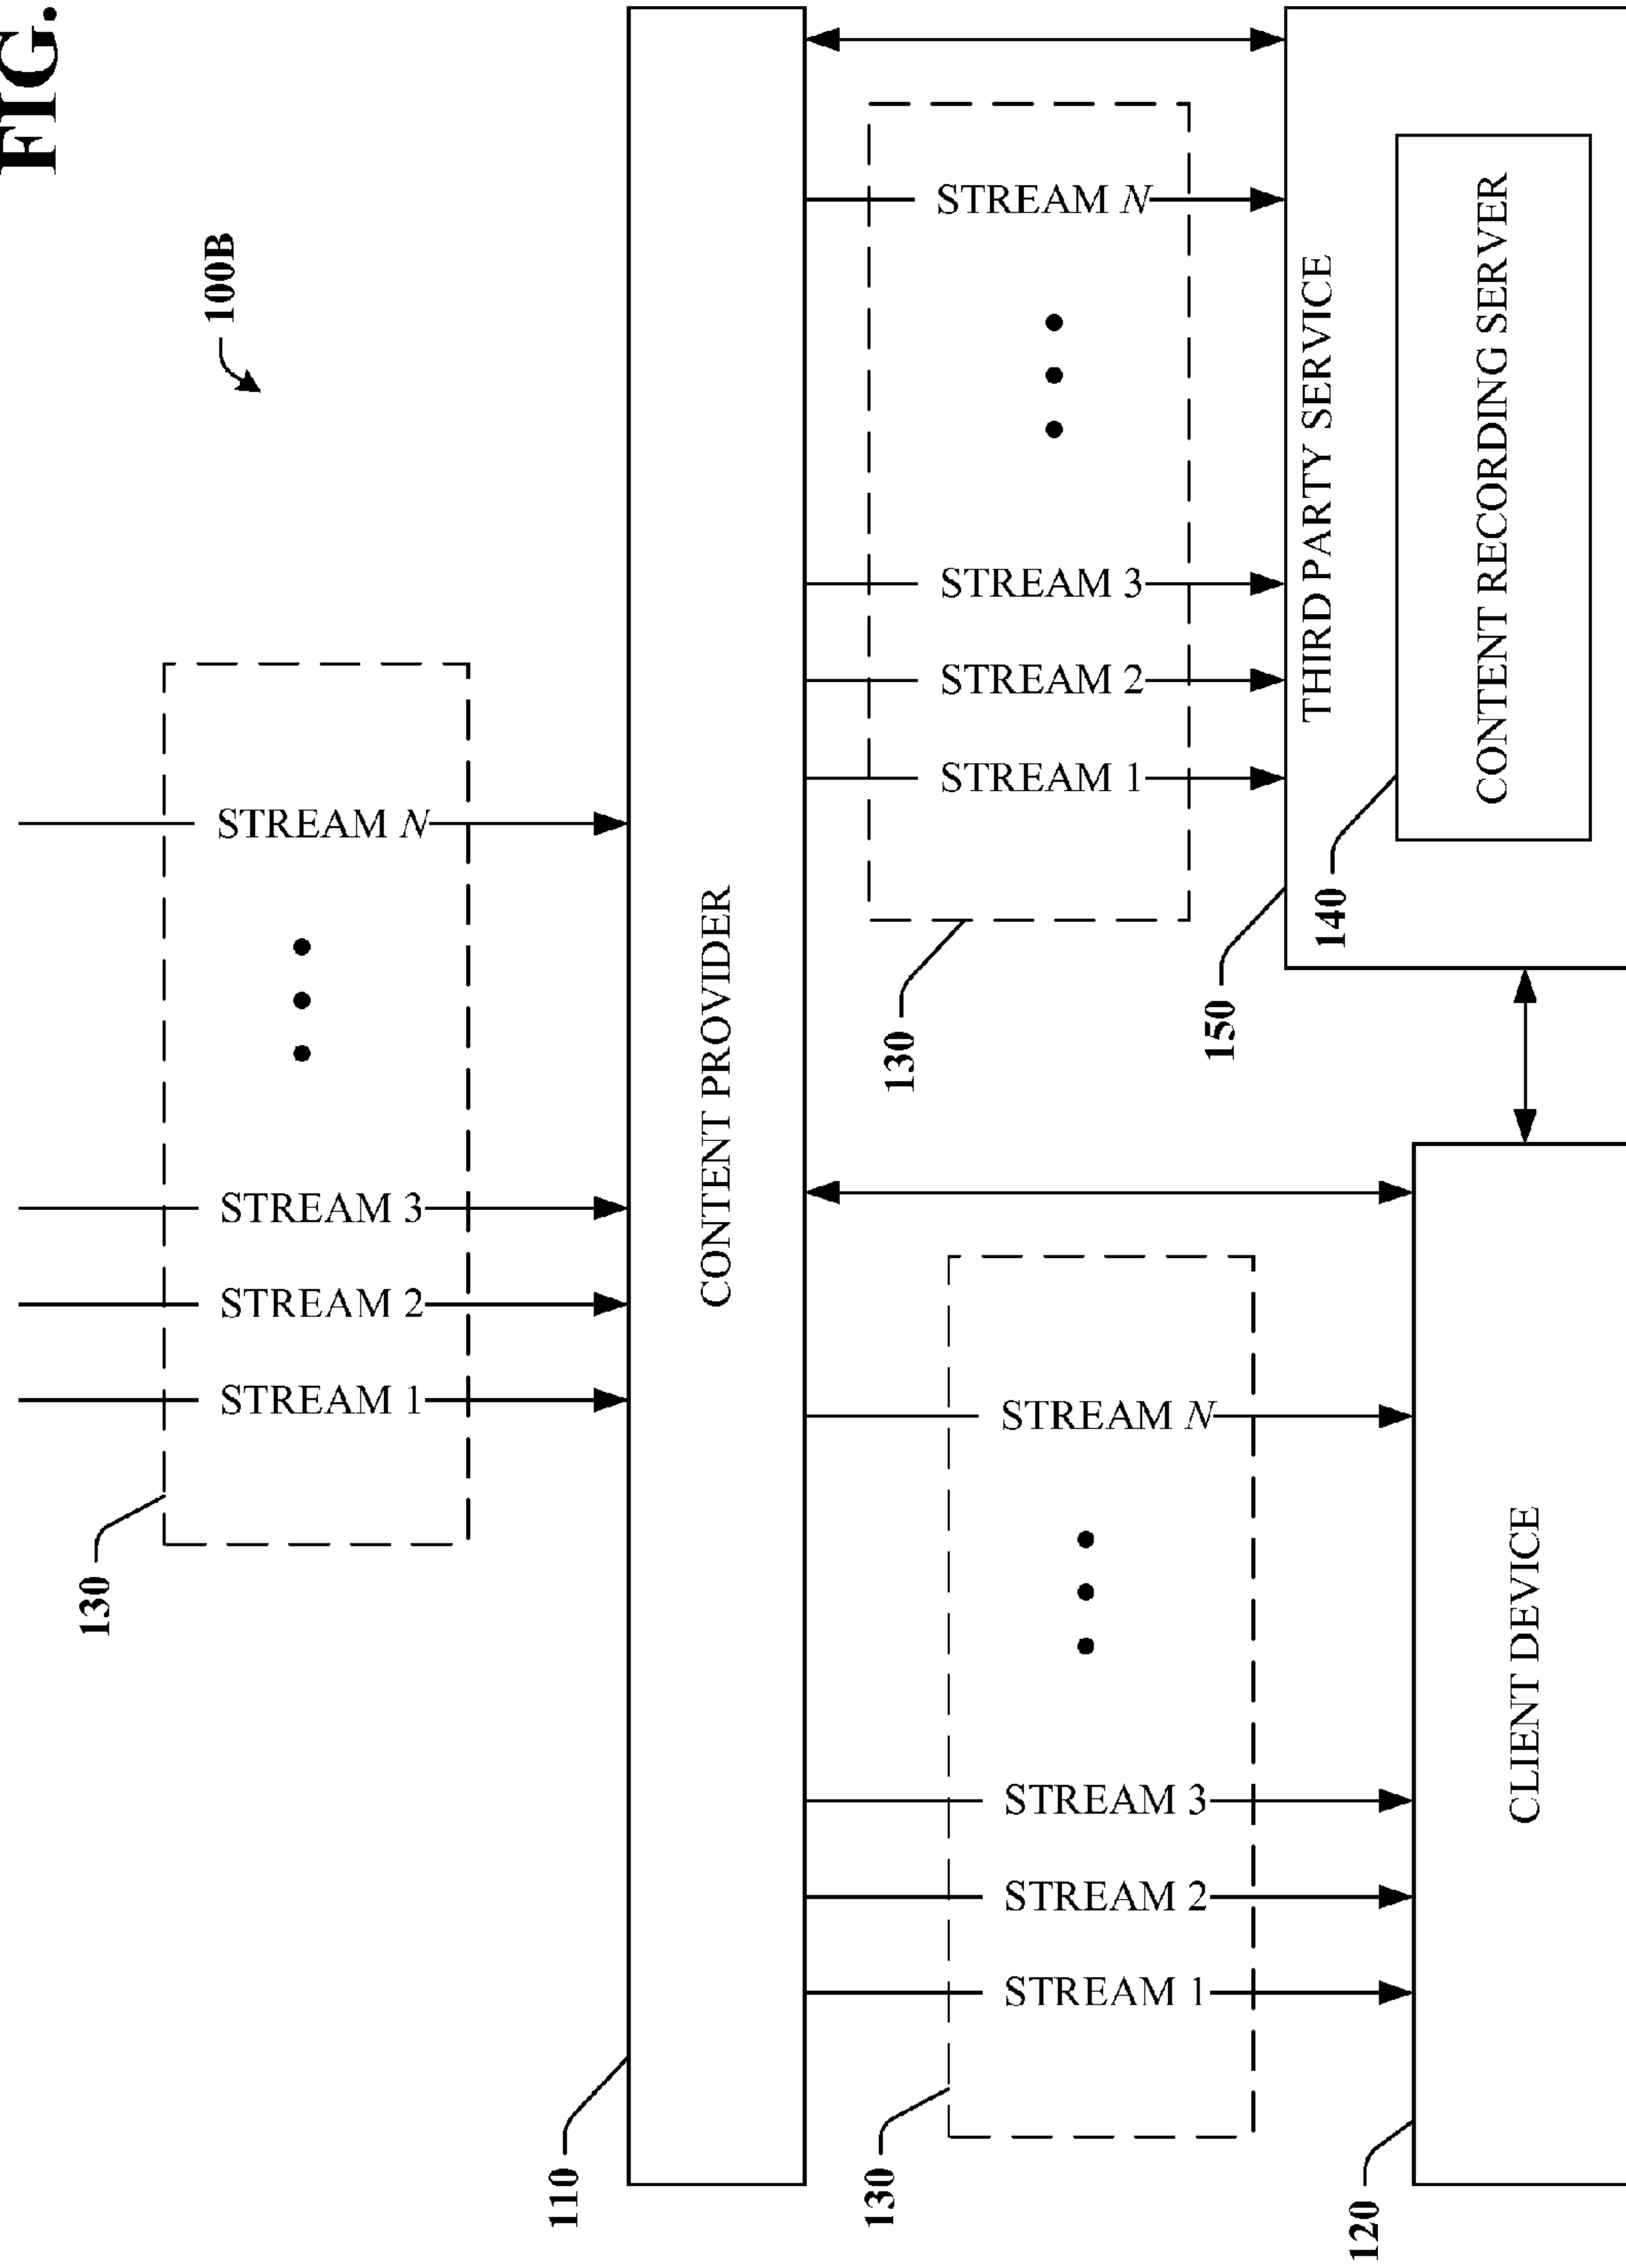 FIG.
100B
130
STREAM 1
STREAM 2
STREAM 3
STREAM N
110
CONTENT PROVIDER
130
STREAM 1
STREAM 2
STREAM 3
STREAM N
130
STREAM 1
STREAM 2
STREAM 3
STREAM N
150
THIRD PARTY SERVICE
140
CONTENT RECORDING SERVER
120
CLIENT DEVICE